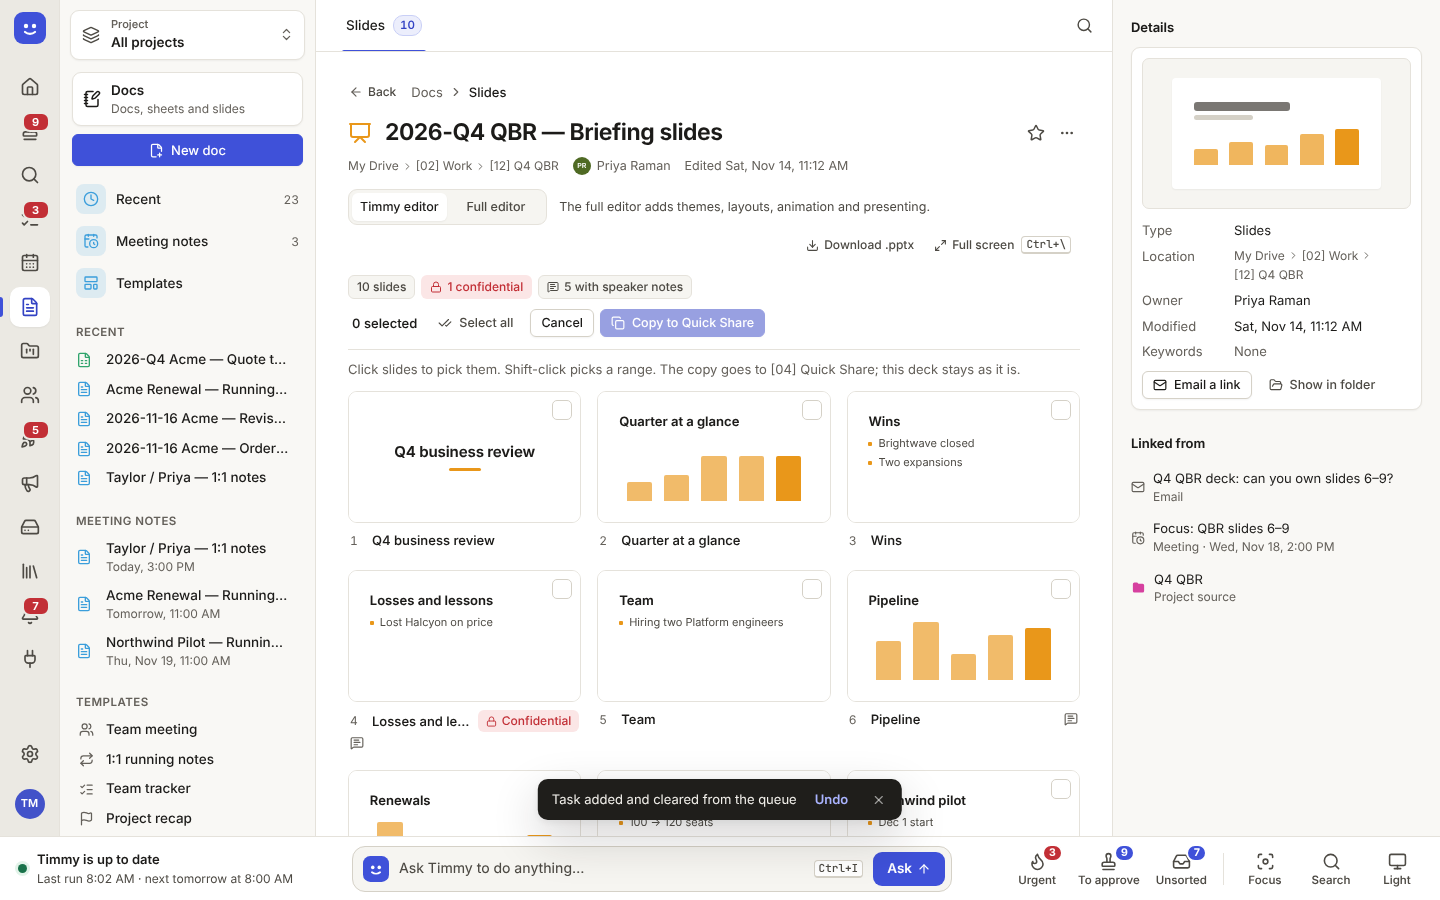 Project
All projects
Docs
Docs, sheets and slides
New doc
Recent 23
Meeting notes 3
Templates
RECENT
2026-Q4 Acme — Quote t...
Acme Renewal — Running...
2026-11-16 Acme — Revis...
2026-11-16 Acme — Order...
Taylor / Priya — 1:1 notes
MEETING NOTES
Taylor / Priya — 1:1 notes
Today, 3:00 PM
Acme Renewal — Running...
Tomorrow, 11:00 AM
Northwind Pilot — Runnin...
Thu, Nov 19, 11:00 AM
TEMPLATES
Team meeting
1:1 running notes
Team tracker
Project recap
9
3
5
7
TM
Slides 10
Back Docs Slides
2026-Q4 QBR — Briefing slides
My Drive [02] Work [12] Q4 QBR PR Priya Raman Edited Sat, Nov 14, 11:12 AM
Timmy editor Full editor The full editor adds themes, layouts, animation and presenting.
Download .pptx Full screen Ctrl+\
10 slides 1 confidential 5 with speaker notes
0 selected Select all Cancel Copy to Quick Share
Click slides to pick them. Shift-click picks a range. The copy goes to [04] Quick Share; this deck stays as it is.
Q4 business review
Quarter at a glance
Wins
Brightwave closed
Two expansions
1 Q4 business review
2 Quarter at a glance
3 Wins
Losses and lessons
Lost Halcyon on price
Team
Hiring two Platform engineers
Pipeline
4 Losses and le... Confidential
5 Team
6 Pipeline
Renewals
100 → 120 seats
wind pilot
Dec 1 start
Task added and cleared from the queue Undo
Details
Type Slides
Location My Drive [02] Work
[12] Q4 QBR
Owner Priya Raman
Modified Sat, Nov 14, 11:12 AM
Keywords None
Email a link Show in folder
Linked from
Q4 QBR deck: can you own slides 6–9?
Email
Focus: QBR slides 6–9
Meeting · Wed, Nov 18, 2:00 PM
Q4 QBR
Project source
Timmy is up to date
Last run 8:02 AM · next tomorrow at 8:00 AM
Ask Timmy to do anything... Ctrl+I Ask
3 Urgent
9 To approve
7 Unsorted
Focus
Search
Light